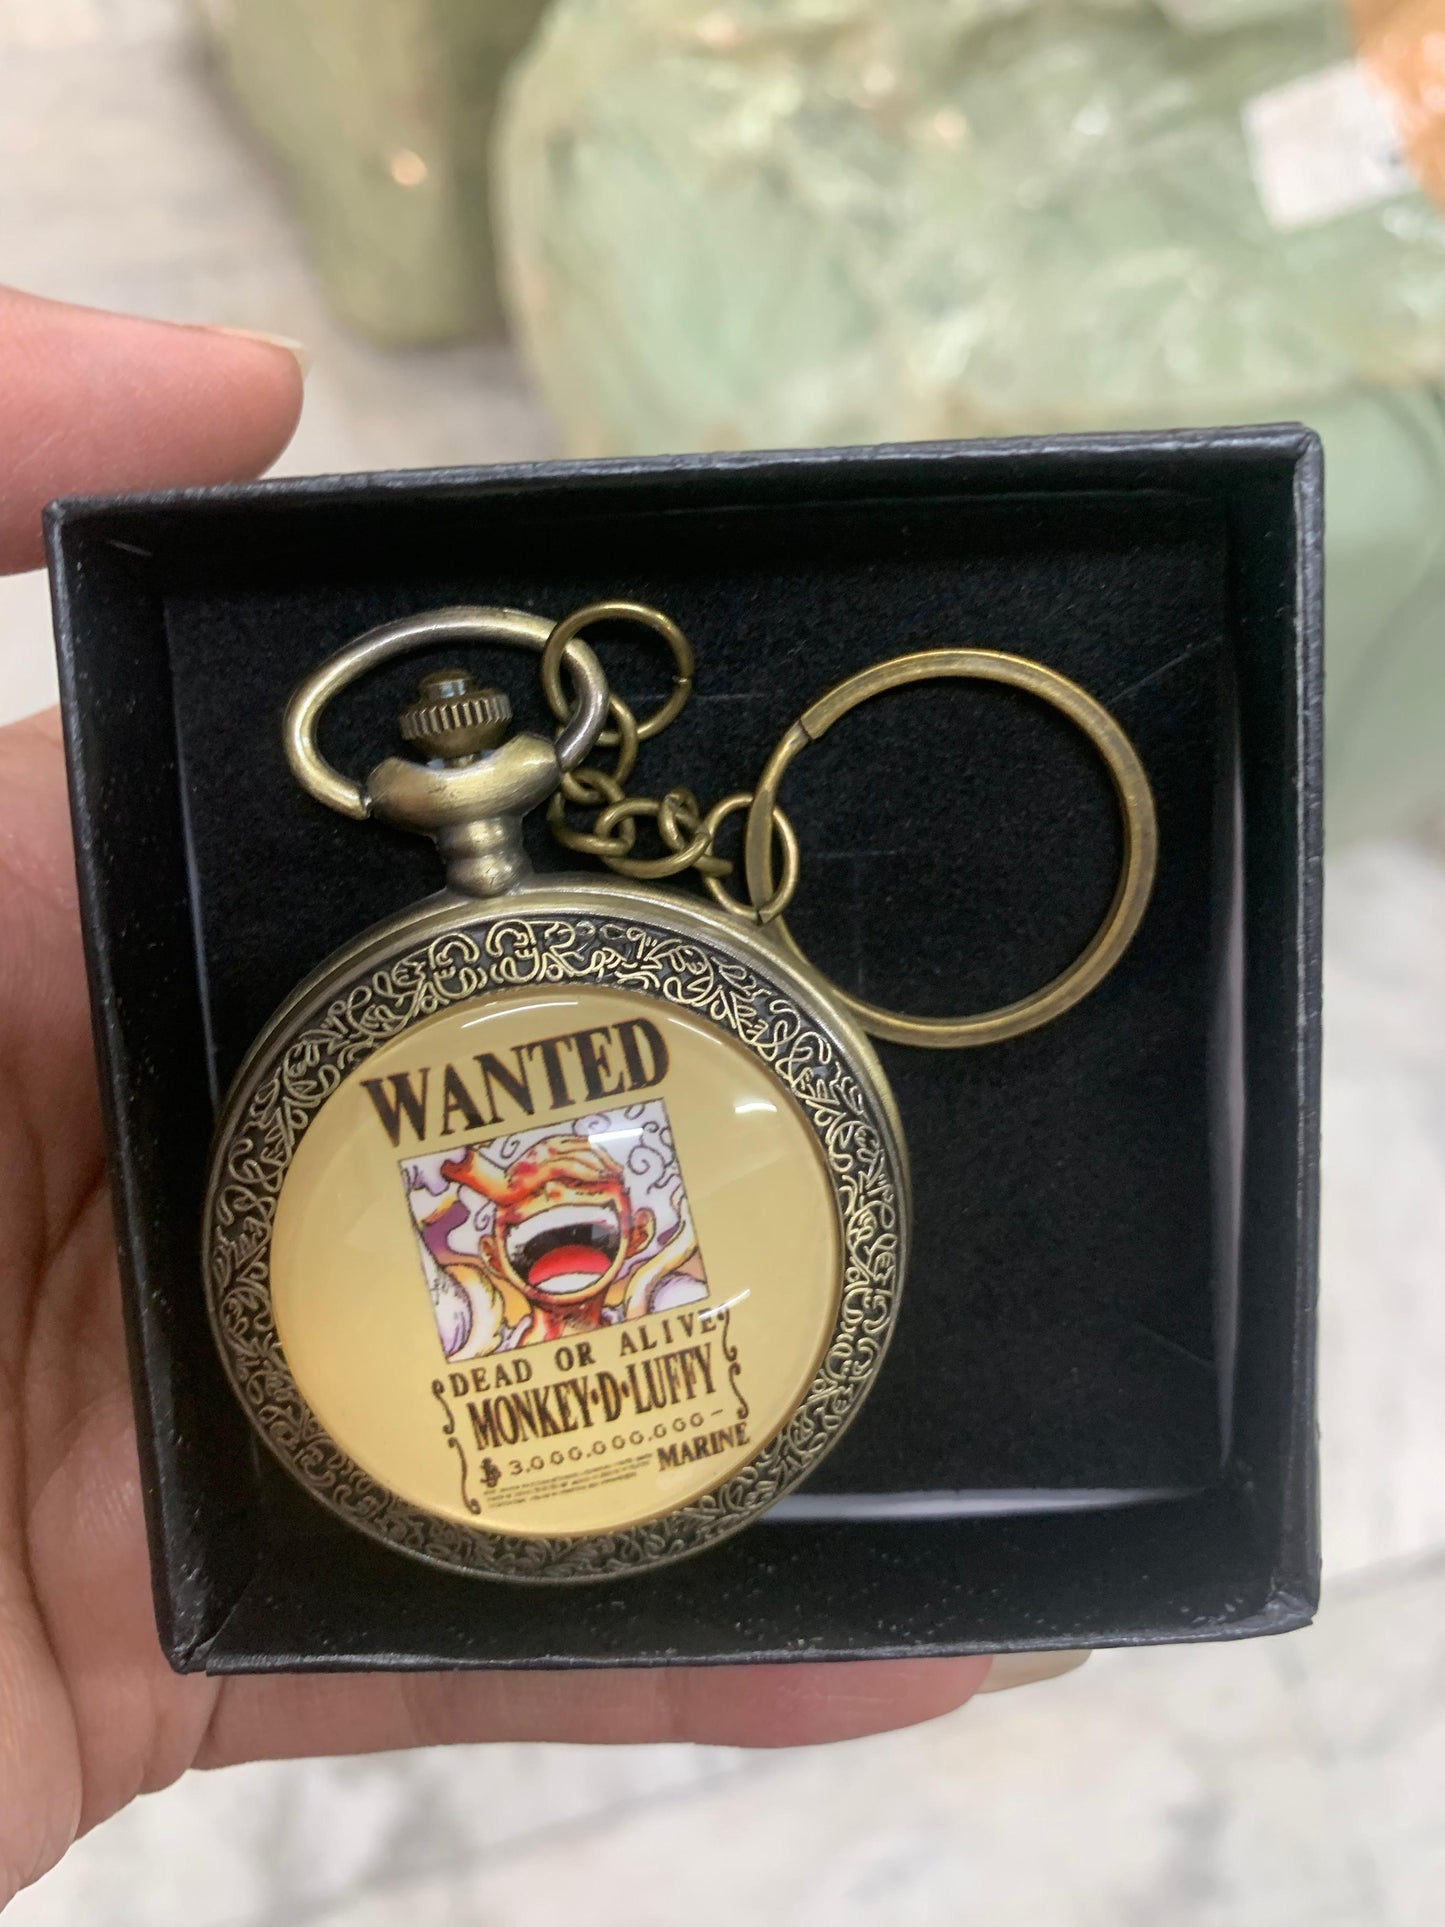 WANTED
DEAD OR ALIVE
MONKEY·D·LUFFY
3.000.000.000-
MARINE